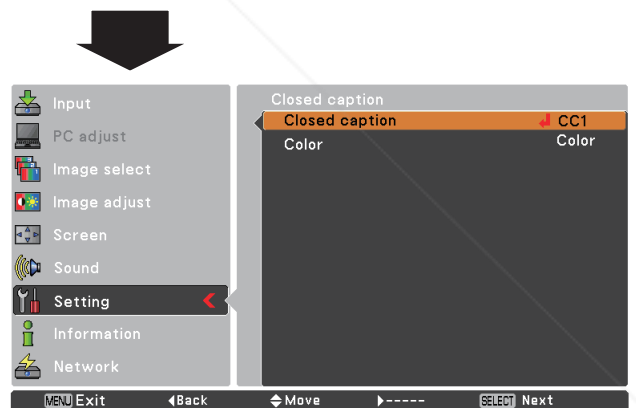 Input
PC adjust
Image select
Image adjust
Screen
Sound
Setting
Information
Network
Closed caption
Closed caption CC1
Color Color
MENU Exit ◀Back Move ▶----- SELECT Next